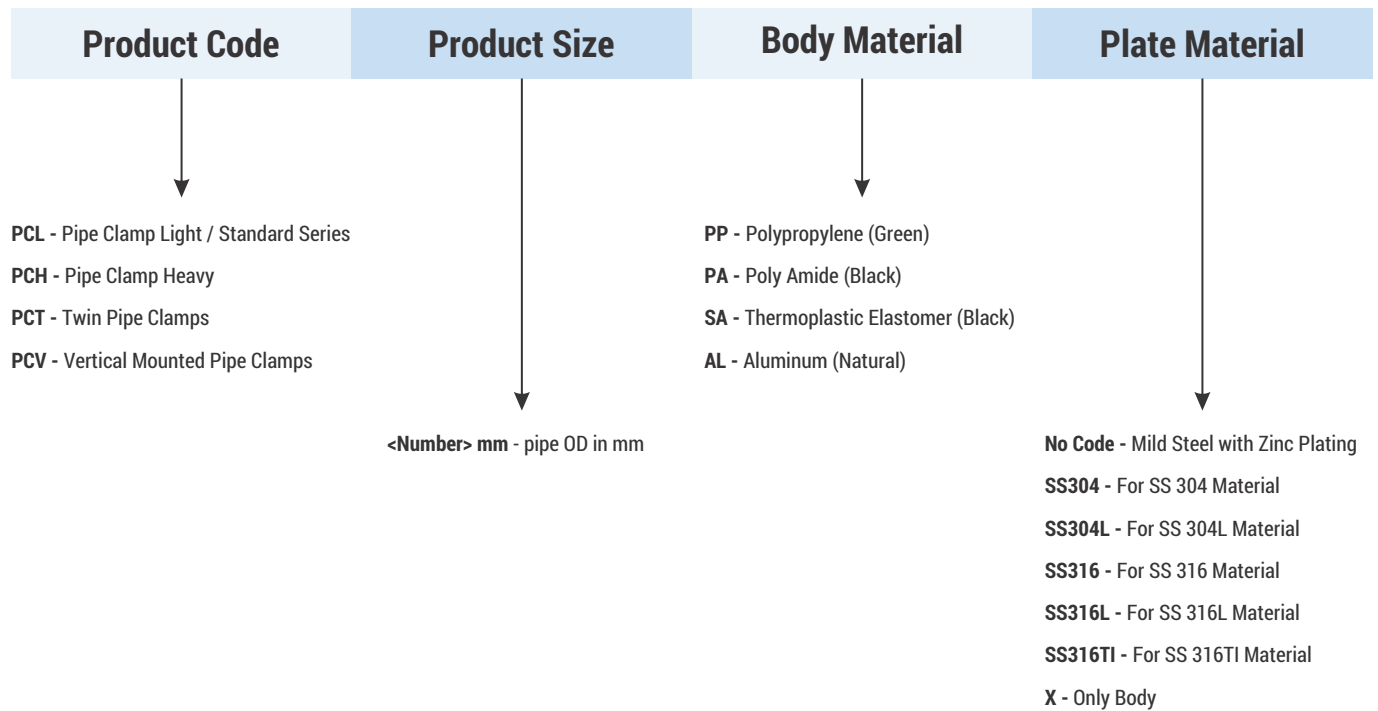 Product Code
Product Size
Body Material
Plate Material
PCL - Pipe Clamp Light / Standard Series
PCH - Pipe Clamp Heavy
PCT - Twin Pipe Clamps
PCV - Vertical Mounted Pipe Clamps
<Number> mm - pipe OD in mm
PP - Polypropylene (Green)
PA - Poly Amide (Black)
SA - Thermoplastic Elastomer (Black)
AL - Aluminum (Natural)
No Code - Mild Steel with Zinc Plating
SS304 - For SS 304 Material
SS304L - For SS 304L Material
SS316 - For SS 316 Material
SS316L - For SS 316L Material
SS316TI - For SS 316TI Material
X - Only Body